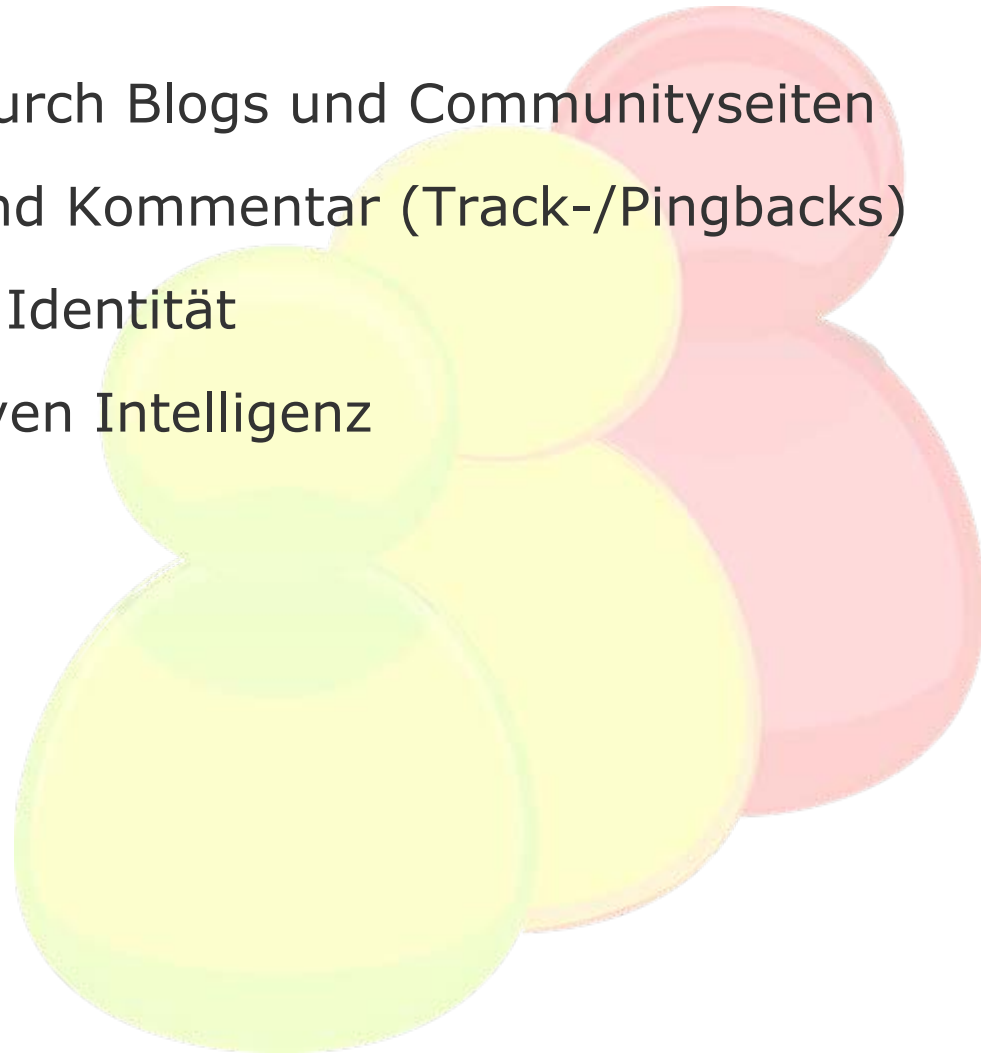 urch Blogs und Communityseiten
nd Kommentar (Track-/Pingbacks)
Identität
ven Intelligenz